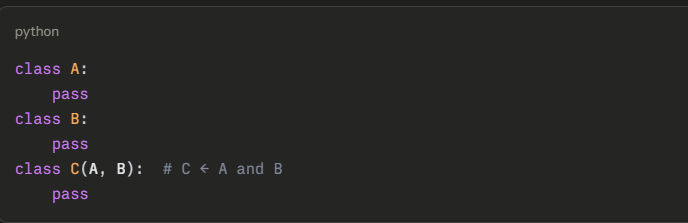 python
class A:
    pass
class B:
    pass
class C(A, B):  # C ← A and B
    pass